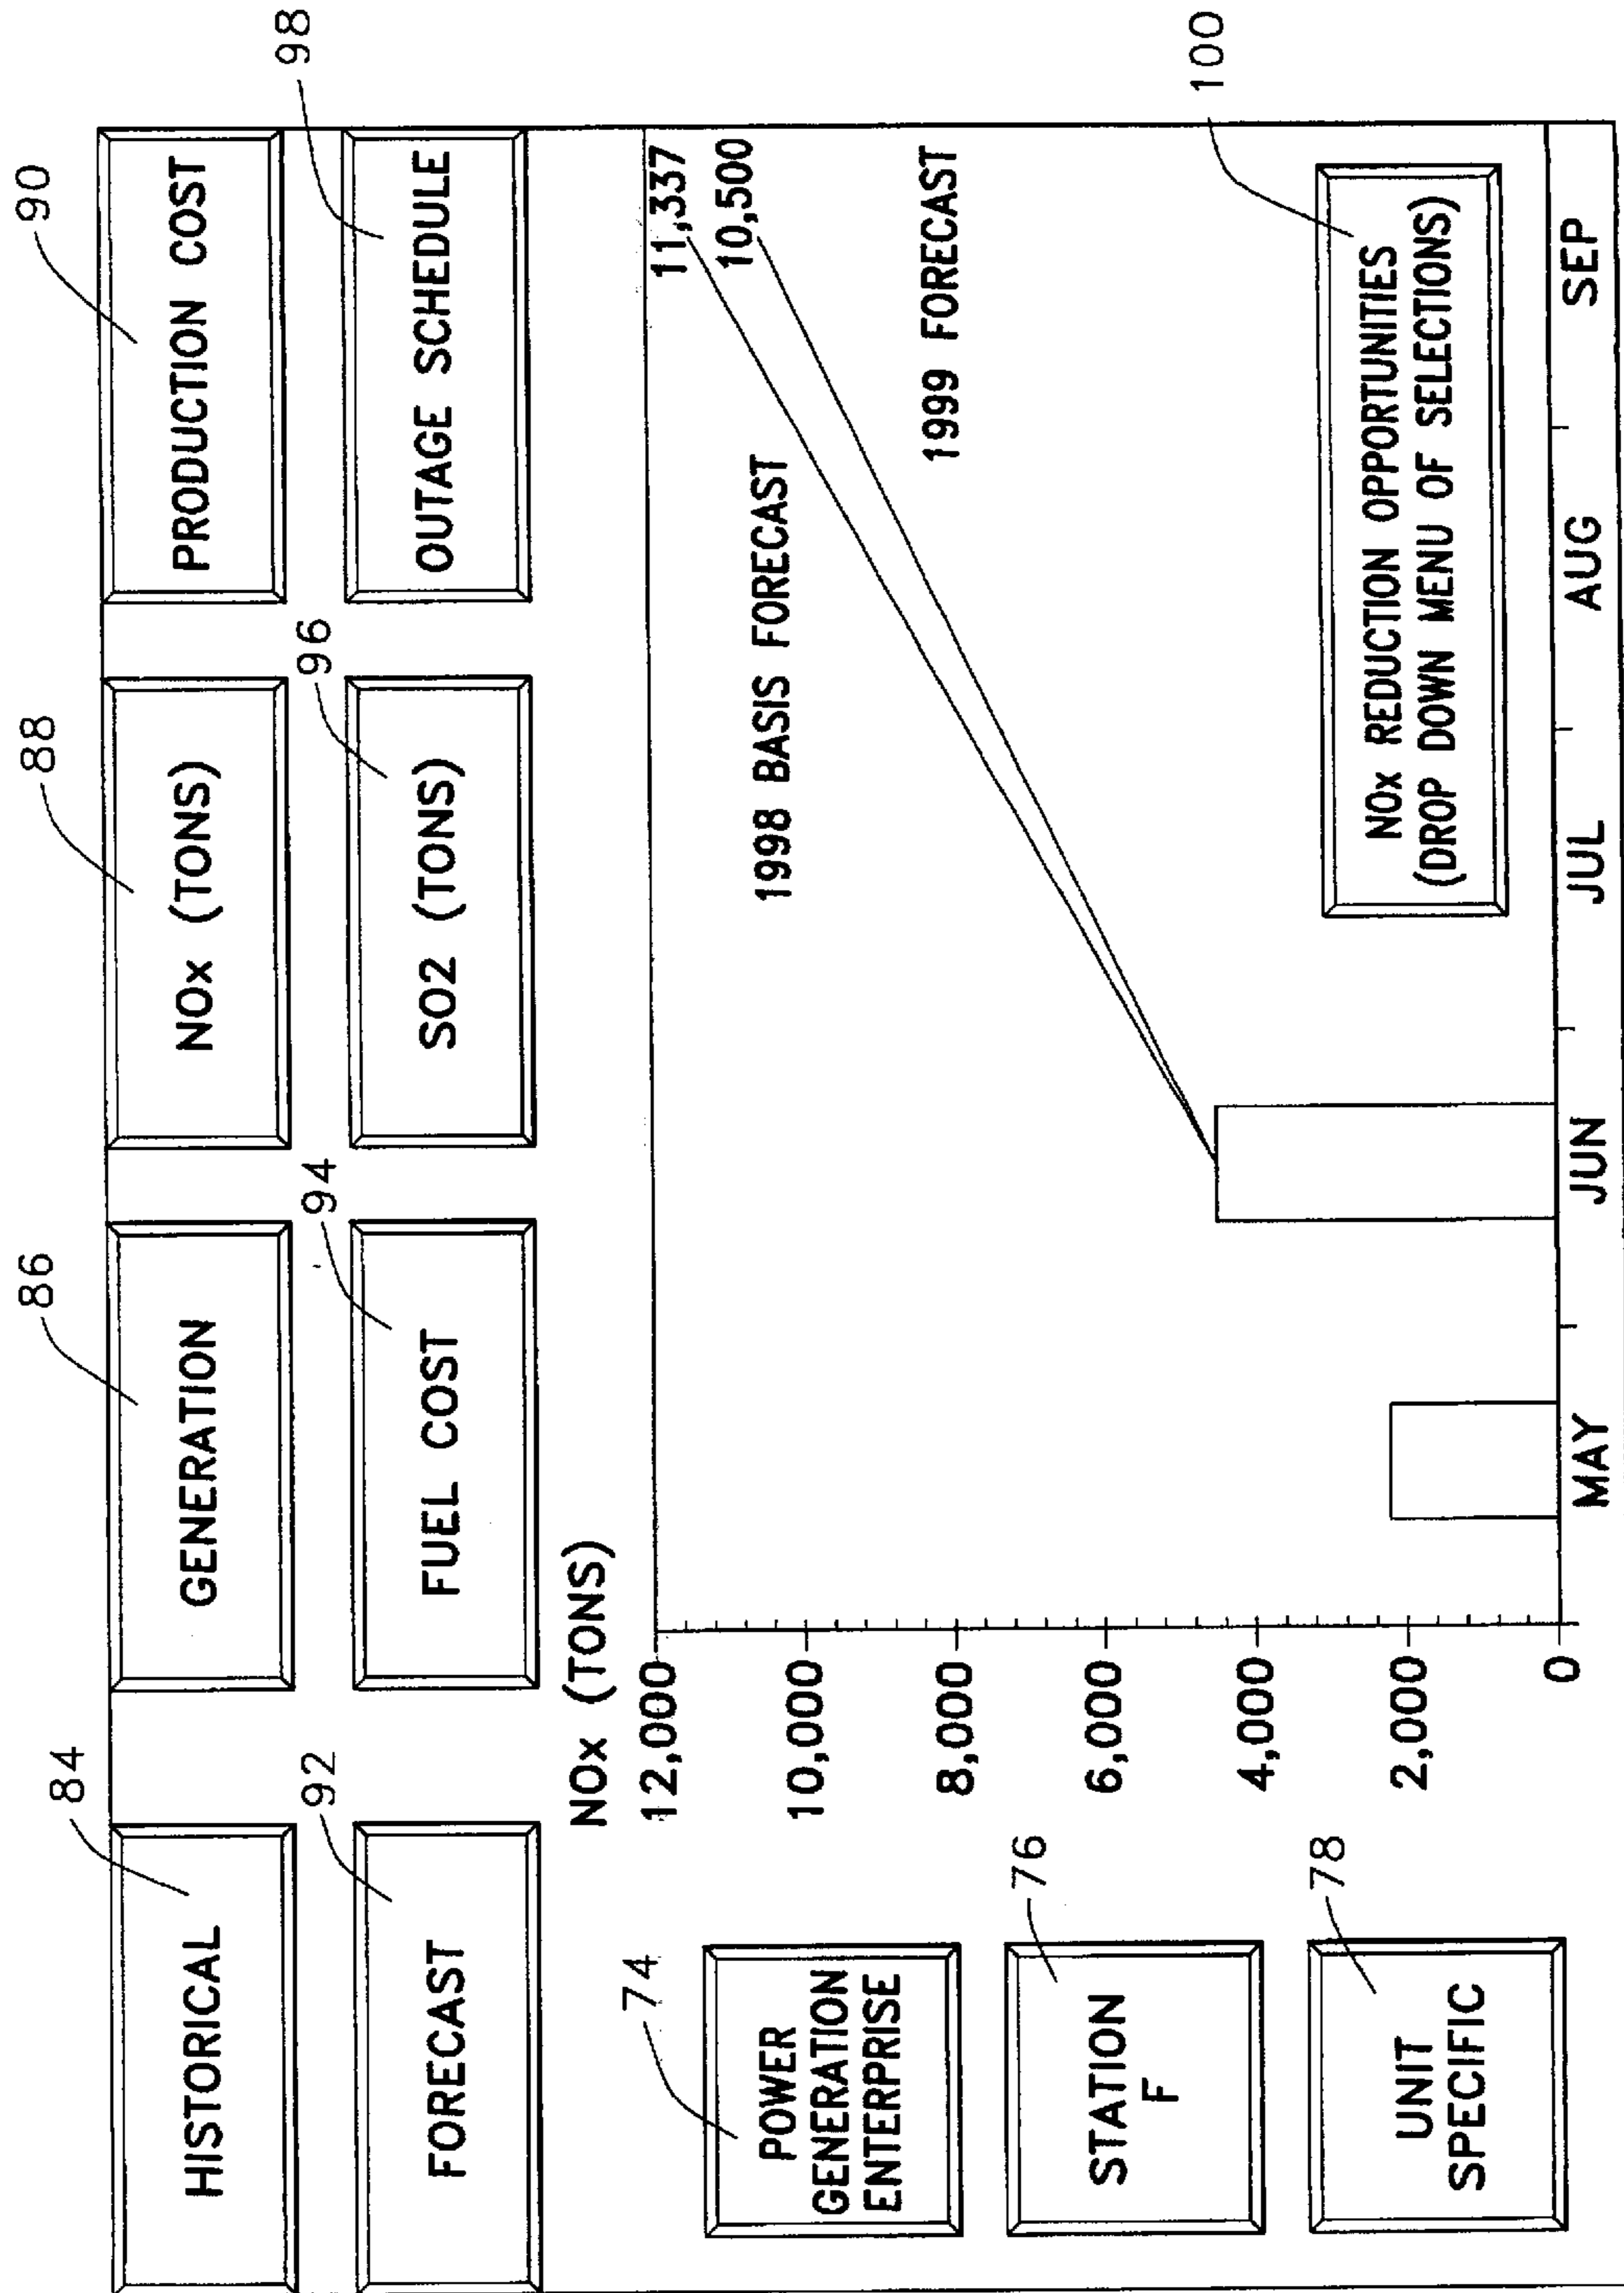 84
86
88
90
HISTORICAL
GENERATION
NOx (TONS)
PRODUCTION COST
92
94
96
98
FORECAST
FUEL COST
SO2 (TONS)
OUTAGE SCHEDULE
NOx (TONS)
12,000
10,000
8,000
6,000
4,000
2,000
0
11,337
10,500
1998 BASIS FORECAST
1999 FORECAST
74
POWER
GENERATION
ENTERPRISE
76
STATION
F
78
UNIT
SPECIFIC
100
NOx REDUCTION OPPORTUNITIES
(DROP DOWN MENU OF SELECTIONS)
MAY
JUN
JUL
AUG
SEP